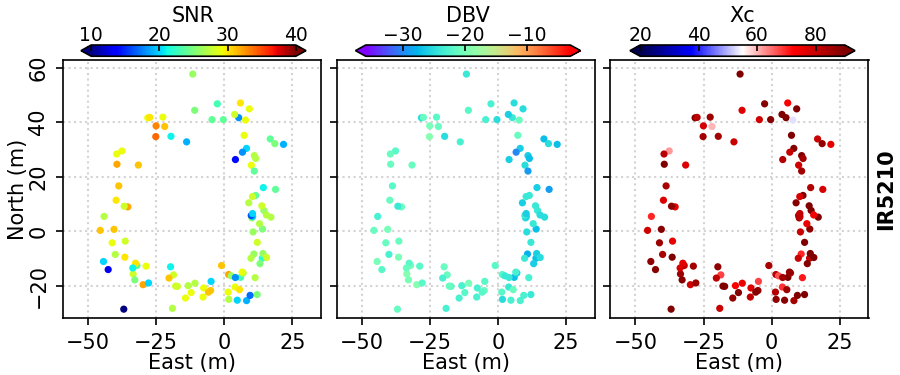 SNR DBV Xc
10 20 30 40 −30 −20 −10 20 40 60 80
60
40
20
0
−20
North (m)
IR5210
−50 −25 0 25 −50 −25 0 25 −50 −25 0 25
East (m) East (m) East (m)